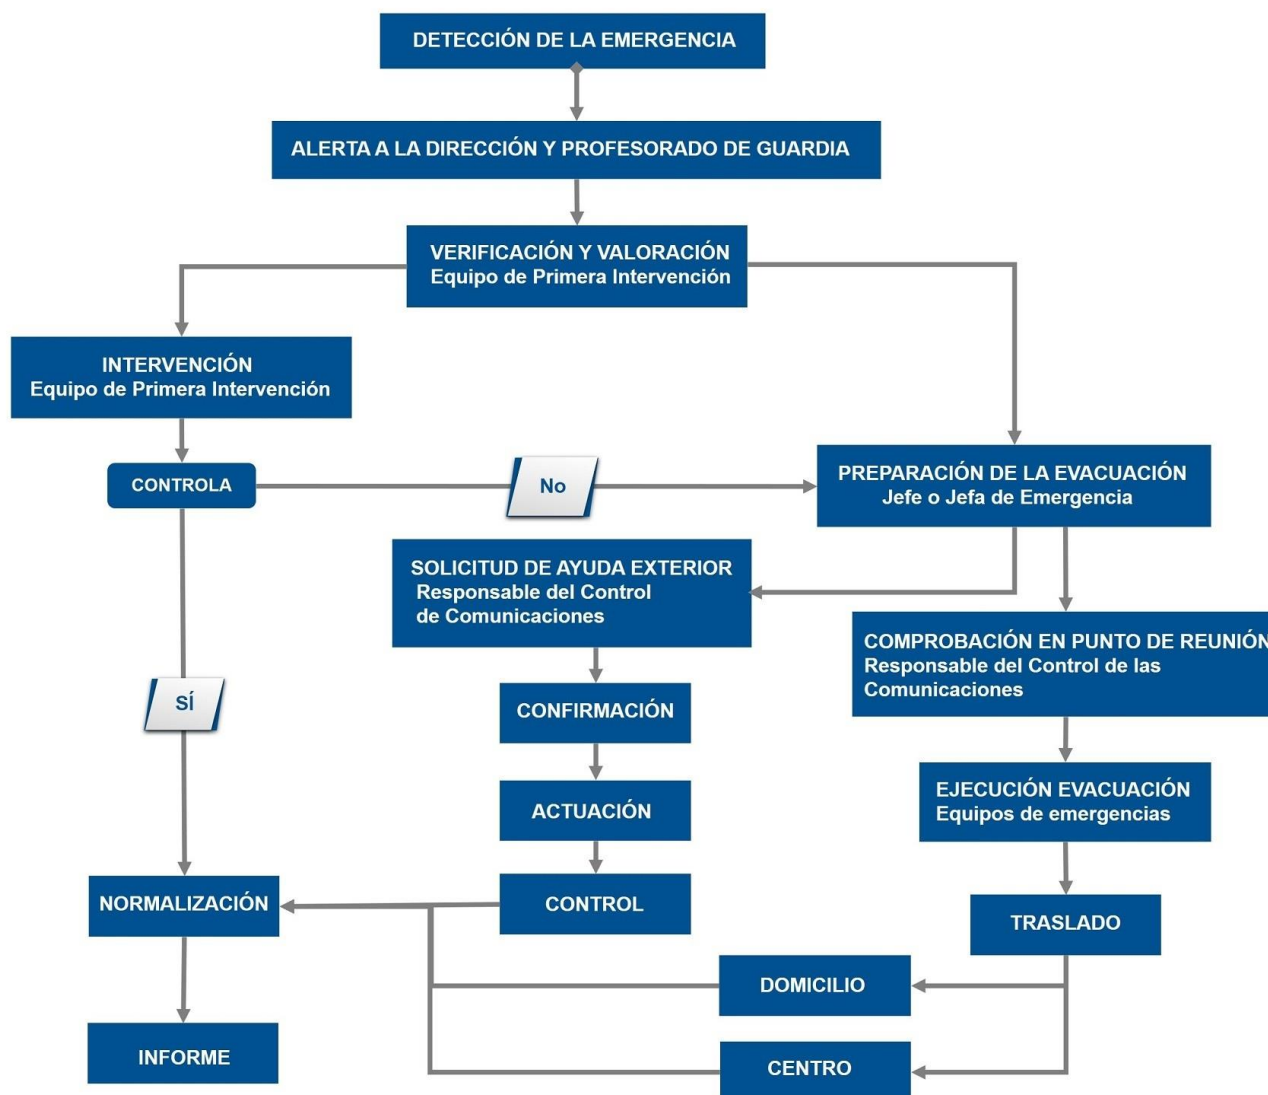 DETECCIÓN DE LA EMERGENCIA
ALERTA A LA DIRECCIÓN Y PROFESORADO DE GUARDIA
VERIFICACIÓN Y VALORACIÓN
Equipo de Primera Intervención
INTERVENCIÓN
Equipo de Primera Intervención
CONTROLA
No
PREPARACIÓN DE LA EVACUACIÓN
Jefe o Jefa de Emergencia
SOLICITUD DE AYUDA EXTERIOR
Responsable del Control
de Comunicaciones
COMPROBACIÓN EN PUNTO DE REUNIÓN
Responsable del Control de las
Comunicaciones
SÍ
CONFIRMACIÓN
EJECUCIÓN EVACUACIÓN
Equipos de emergencias
ACTUACIÓN
NORMALIZACIÓN
CONTROL
TRASLADO
DOMICILIO
INFORME
CENTRO